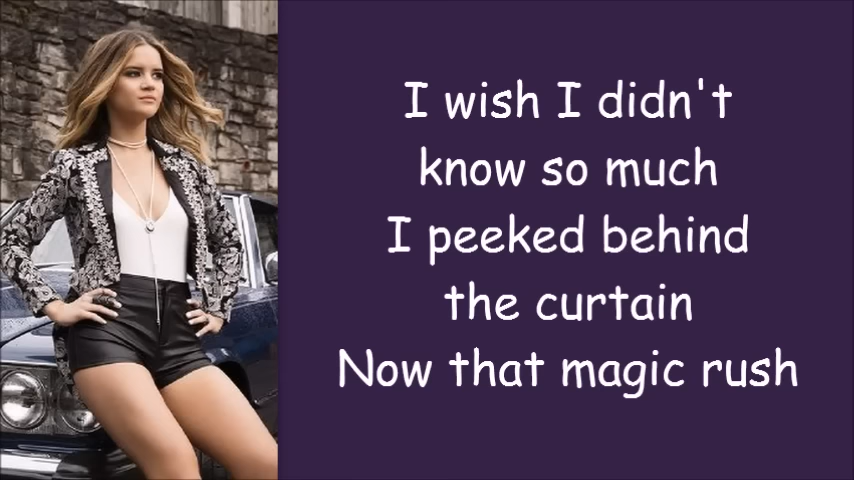 I wish I didn't
know so much
I peeked behind
the curtain
Now that magic rush